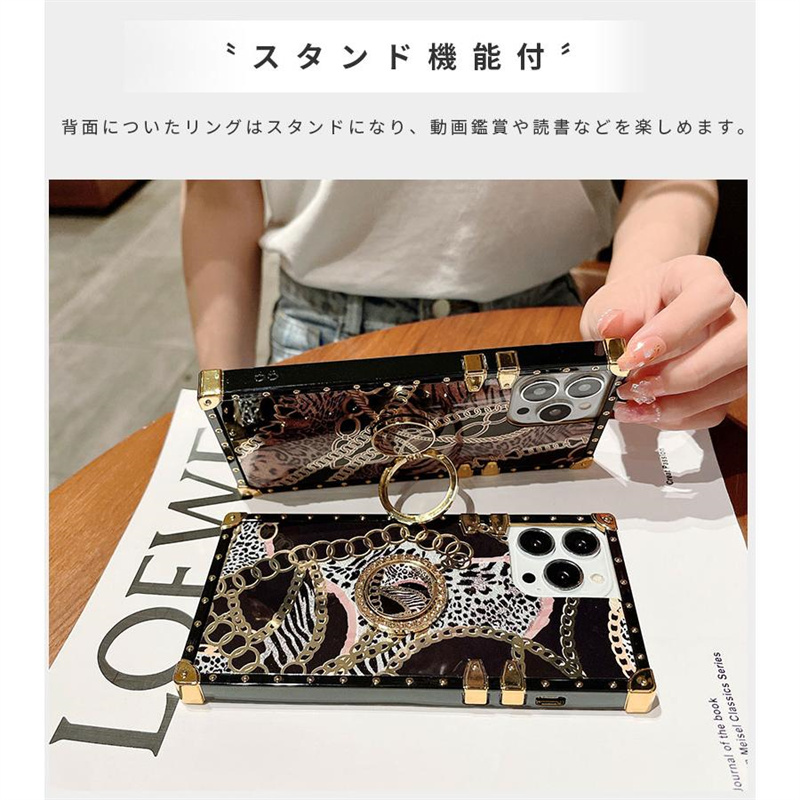 〝スタンド機能付〞
背面についたリングはスタンドになり、動画鑑賞や読書などを楽しめます。
LOEWE
Great Passion
Journal of the book
Meisel Classics Series